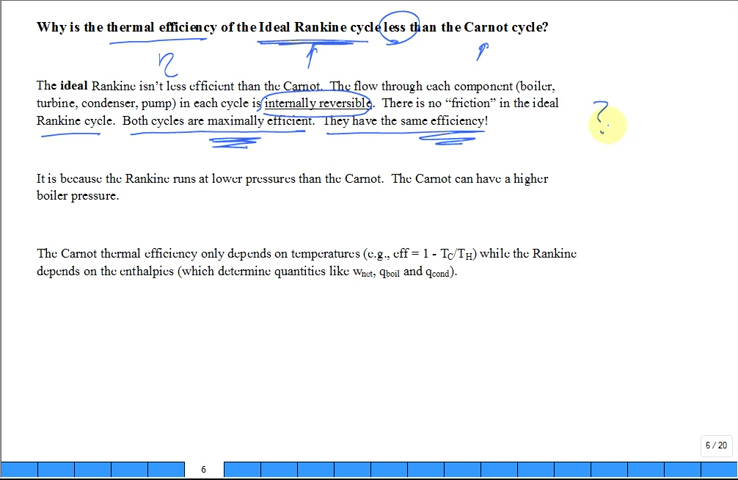 Why is the thermal efficiency of the Ideal Rankine cycle less than the Carnot cycle?
η
The ideal Rankine isn't less efficient than the Carnot. The flow through each component (boiler,
turbine, condenser, pump) in each cycle is internally reversible. There is no "friction" in the ideal
Rankine cycle. Both cycles are maximally efficient. They have the same efficiency!
?
It is because the Rankine runs at lower pressures than the Carnot. The Carnot can have a higher
boiler pressure.
The Carnot thermal efficiency only depends on temperatures (e.g., eff = 1 - TC/TH) while the Rankine
depends on the enthalpies (which determine quantities like wnet, qboil and qcond).
6 / 20
6